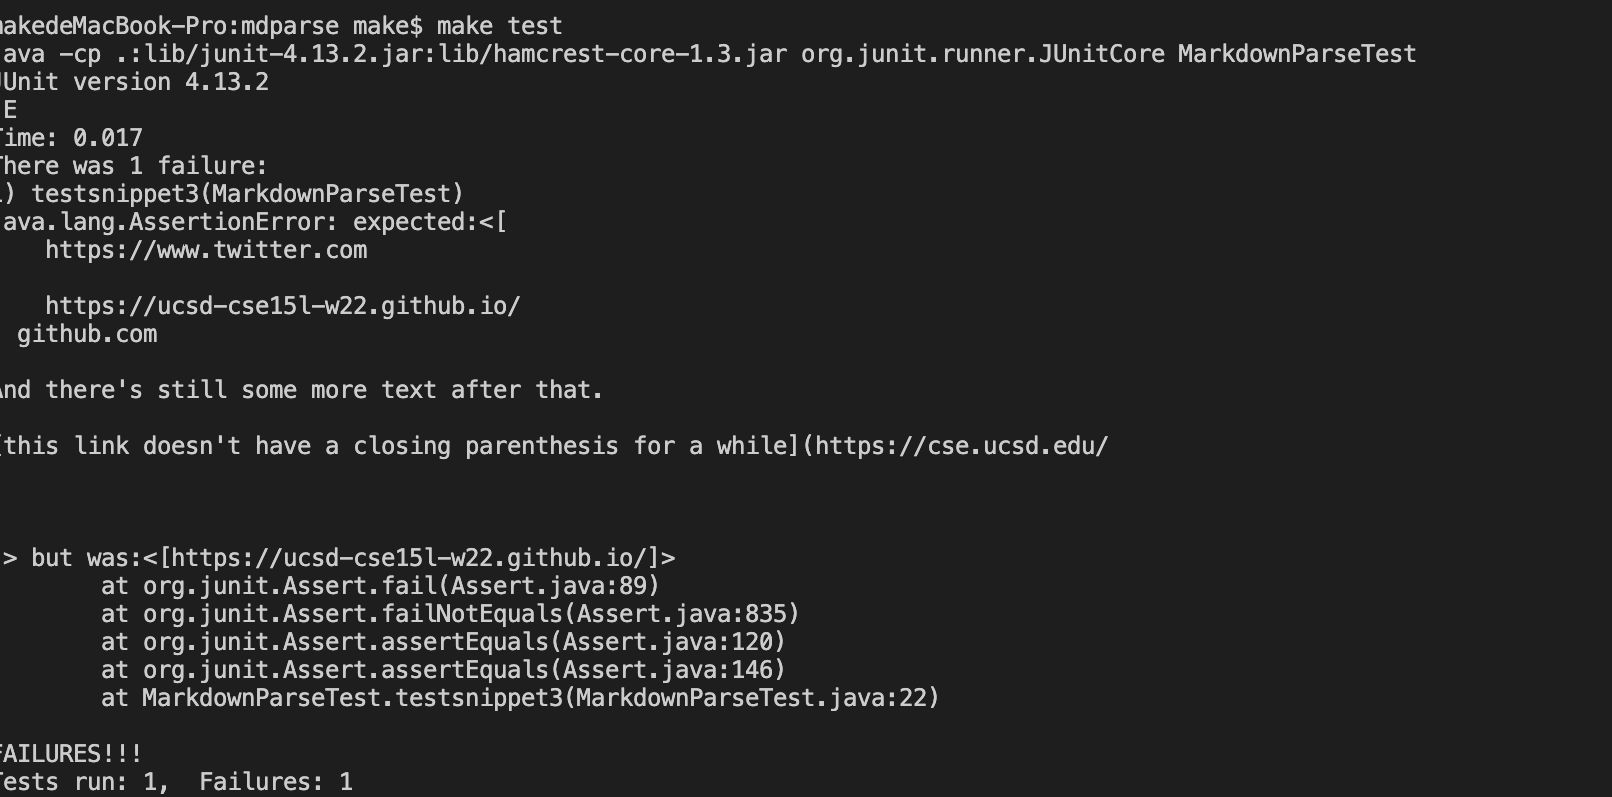 makedeMacBook-Pro:mdparse make$ make test
java -cp .:lib/junit-4.13.2.jar:lib/hamcrest-core-1.3.jar org.junit.runner.JUnitCore MarkdownParseTest
JUnit version 4.13.2
.E
Time: 0.017
There was 1 failure:
1) testsnippet3(MarkdownParseTest)
java.lang.AssertionError: expected:<[
    https://www.twitter.com

    https://ucsd-cse15l-w22.github.io/
  github.com

And there's still some more text after that.

[this link doesn't have a closing parenthesis for a while](https://cse.ucsd.edu/



]> but was:<[https://ucsd-cse15l-w22.github.io/]>
        at org.junit.Assert.fail(Assert.java:89)
        at org.junit.Assert.failNotEquals(Assert.java:835)
        at org.junit.Assert.assertEquals(Assert.java:120)
        at org.junit.Assert.assertEquals(Assert.java:146)
        at MarkdownParseTest.testsnippet3(MarkdownParseTest.java:22)

FAILURES!!!
Tests run: 1,  Failures: 1